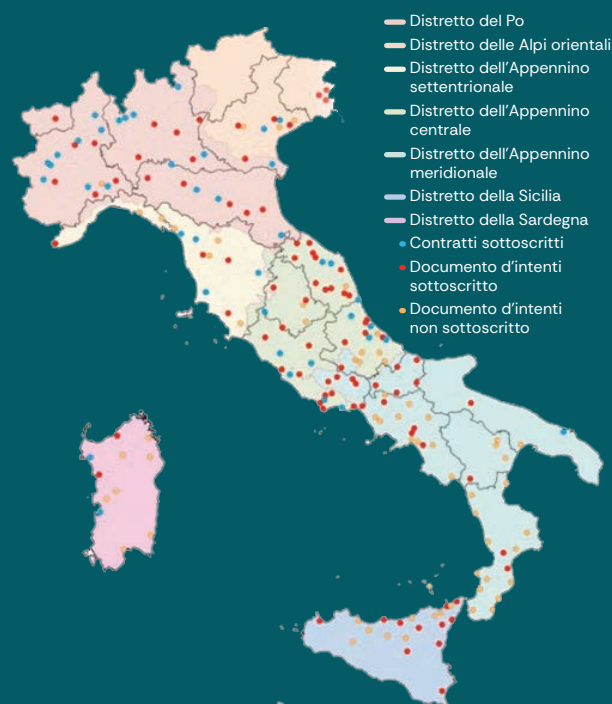 Distretto del Po
Distretto delle Alpi orientali
Distretto dell'Appennino
settentrionale
Distretto dell'Appennino
centrale
Distretto dell'Appennino
meridionale
Distretto della Sicilia
Distretto della Sardegna
Contratti sottoscritti
Documento d'intenti
sottoscritto
Documento d'intenti
non sottoscritto